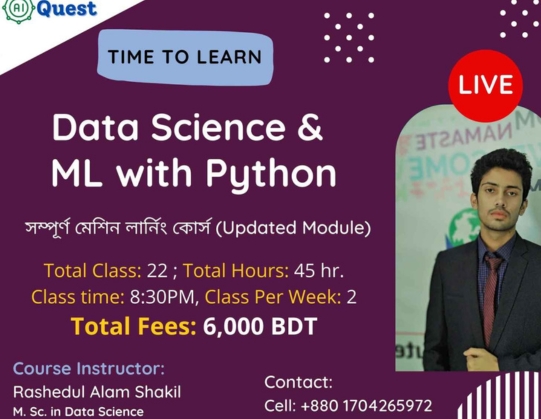 AI Quest
TIME TO LEARN
LIVE
Data Science &
ML with Python
সম্পূর্ণ মেশিন লার্নিং কোর্স (Updated Module)
Total Class: 22 ; Total Hours: 45 hr.
Class time: 8:30PM, Class Per Week: 2
Total Fees: 6,000 BDT
Course Instructor:
Rashedul Alam Shakil
M. Sc. in Data Science
Contact:
Cell: +880 1704265972
NAMASTE